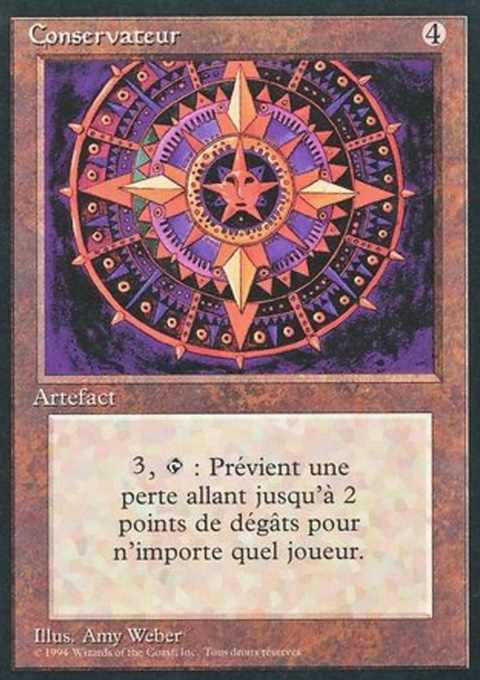 Conservateur 4
Artefact
3, : Prévient une
perte allant jusqu'à 2
points de dégâts pour
n'importe quel joueur.
Illus. Amy Weber
© 1994 Wizards of the Coast, Inc. Tous droits réservés